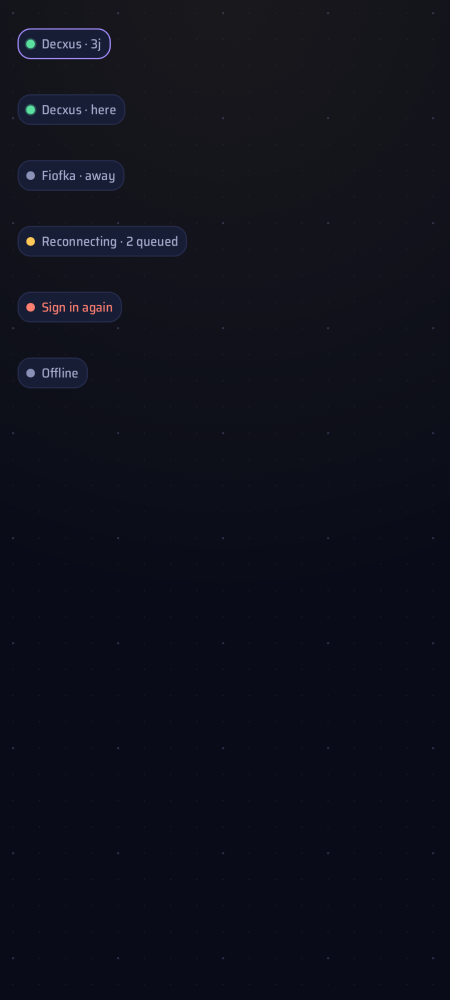 Decxus · 3j
Decxus · here
Fiofka · away
Reconnecting · 2 queued
Sign in again
Offline